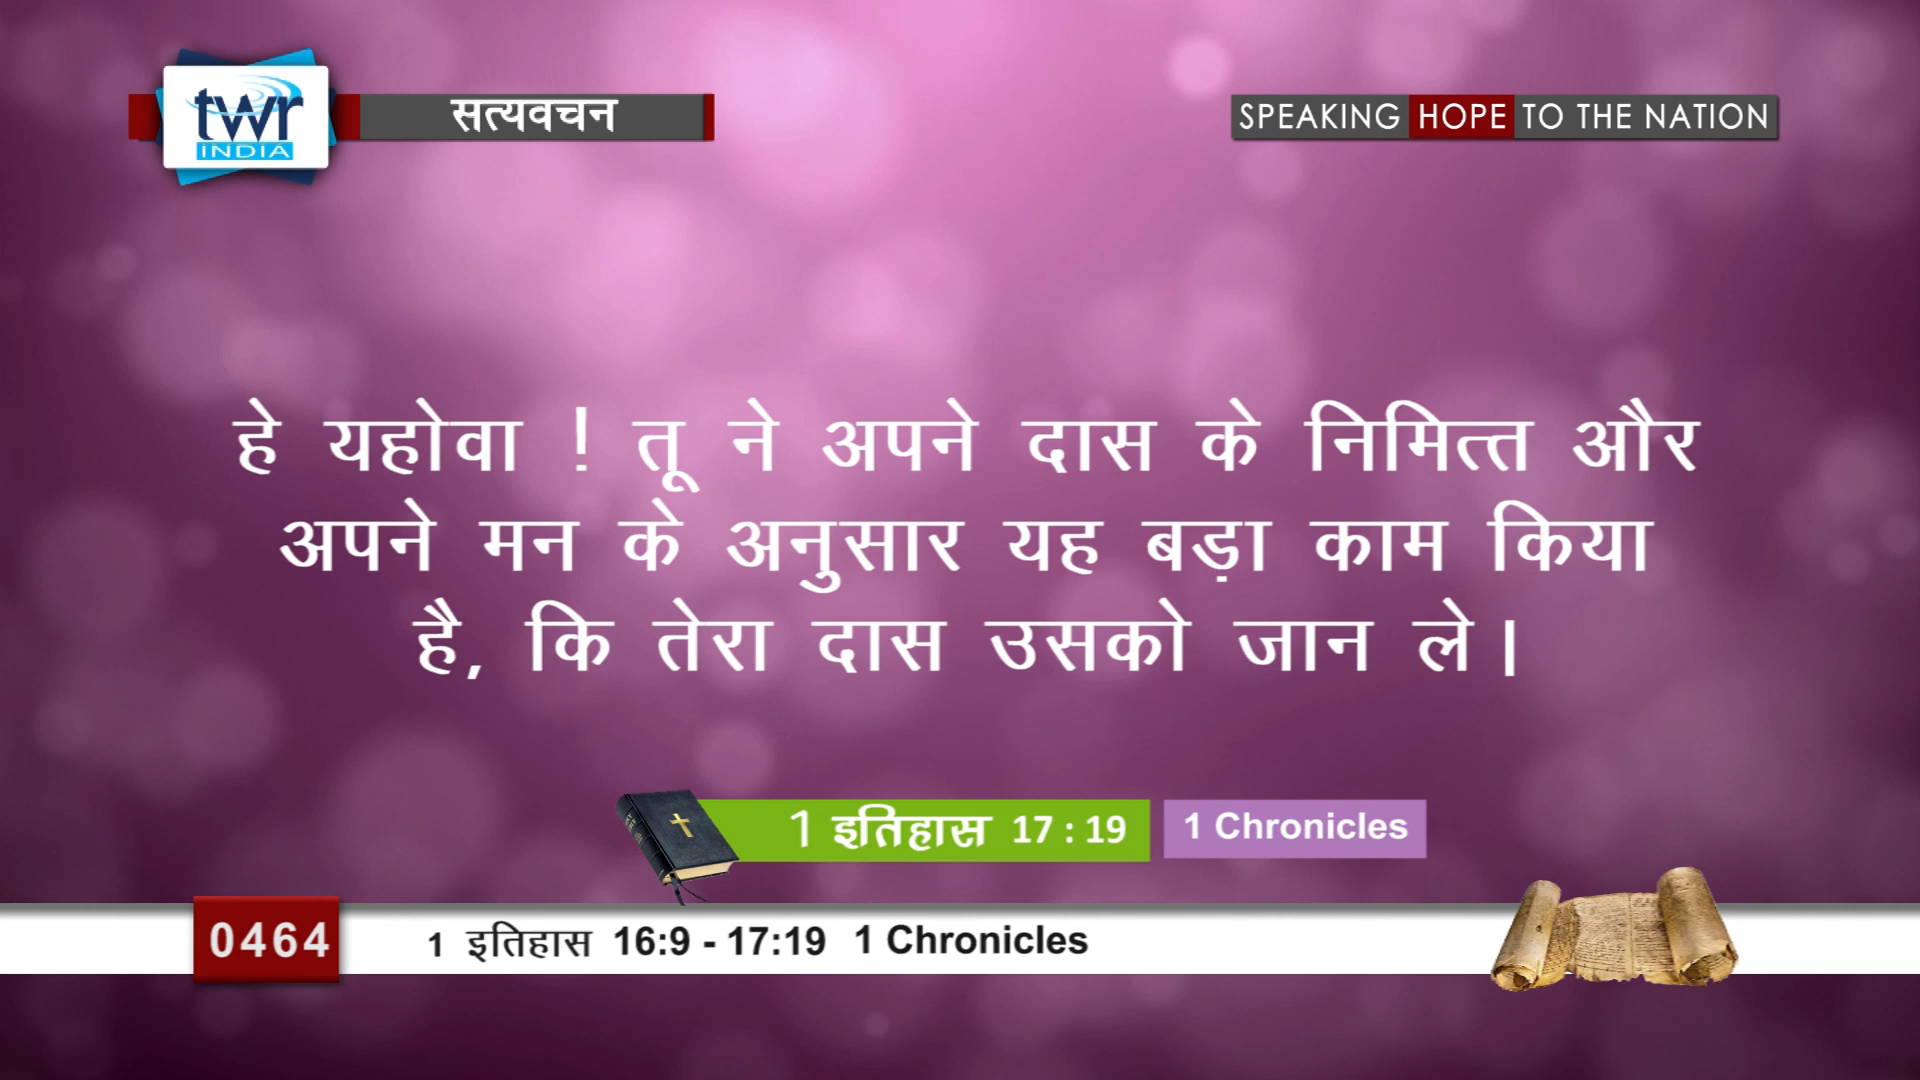 twr
INDIA
सत्यवचन
SPEAKING HOPE TO THE NATION
हे यहोवा ! तू ने अपने दास के निमित्त और
अपने मन के अनुसार यह बड़ा काम किया
है, कि तेरा दास उसको जान ले।
1 इतिहास 17 : 19 1 Chronicles
0464 1 इतिहास 16:9 - 17:19 1 Chronicles